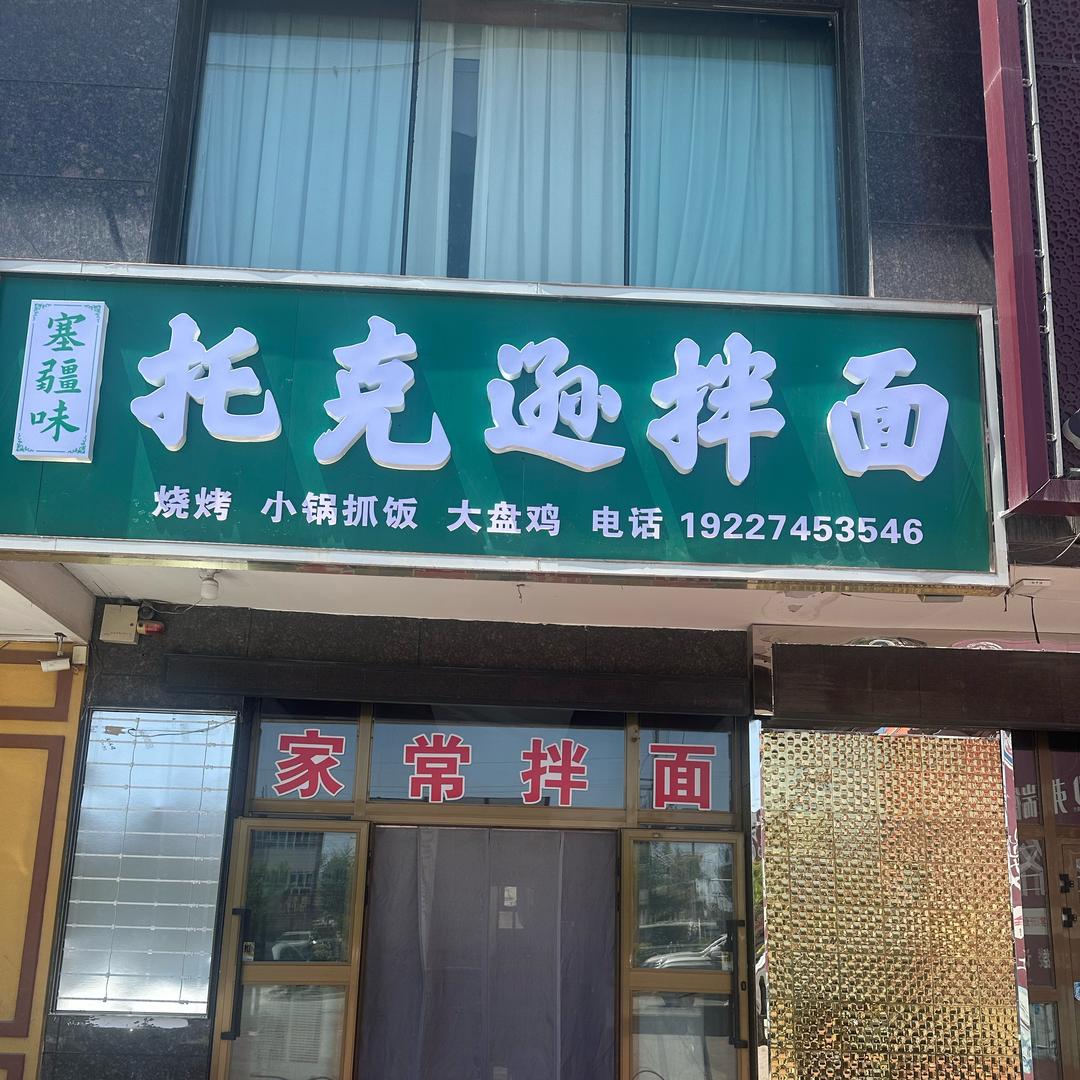 塞疆味
托克逊拌面
烧烤 小锅抓饭 大盘鸡 电话 19227453546
家常拌面